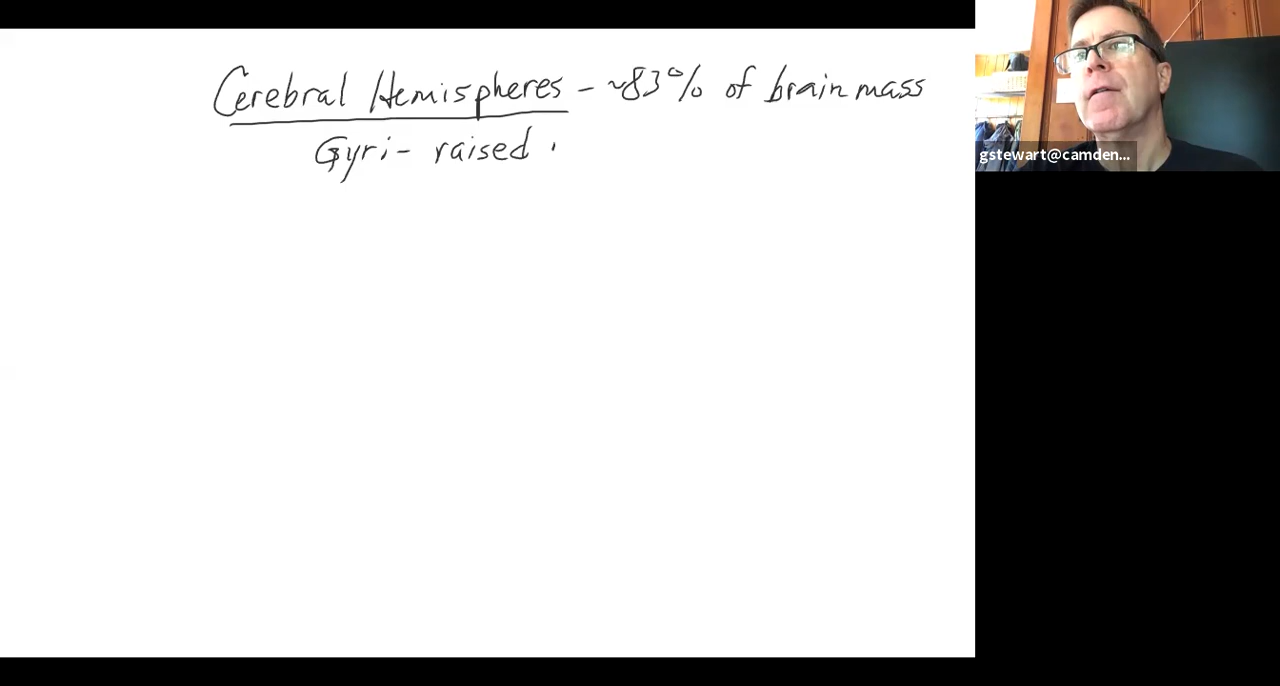 Cerebral Hemispheres - ~83% of brain mass
Gyri- raised
gstewart@camden...